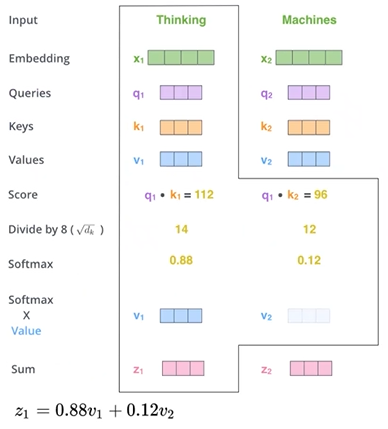 Input Thinking Machines
Embedding x₁ x₂
Queries q₁ q₂
Keys k₁ k₂
Values v₁ v₂
Score q₁ • k₁ = 112 q₁ • k₂ = 96
Divide by 8 ( √dₖ ) 14 12
Softmax 0.88 0.12
Softmax
X
Value v₁ v₂
Sum z₁ z₂
z₁ = 0.88v₁ + 0.12v₂